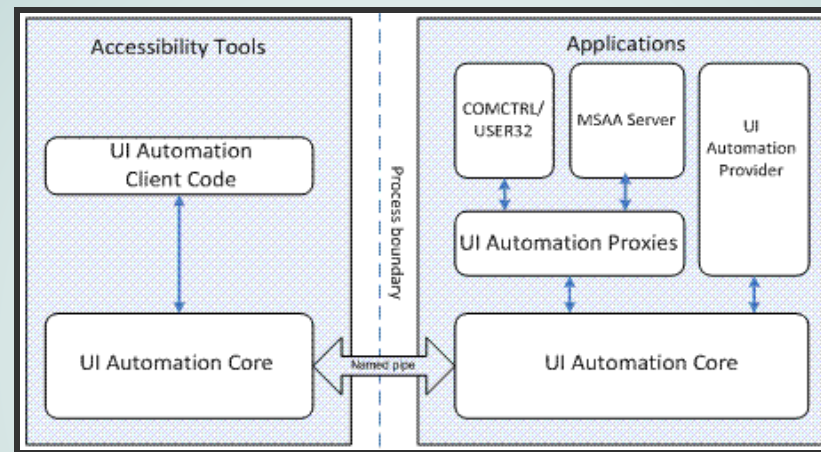 Accessibility Tools
UI Automation
Client Code
UI Automation Core
Process boundary
Named pipe
Applications
COMCTRL/
USER32
MSAA Server
UI
Automation
Provider
UI Automation Proxies
UI Automation Core